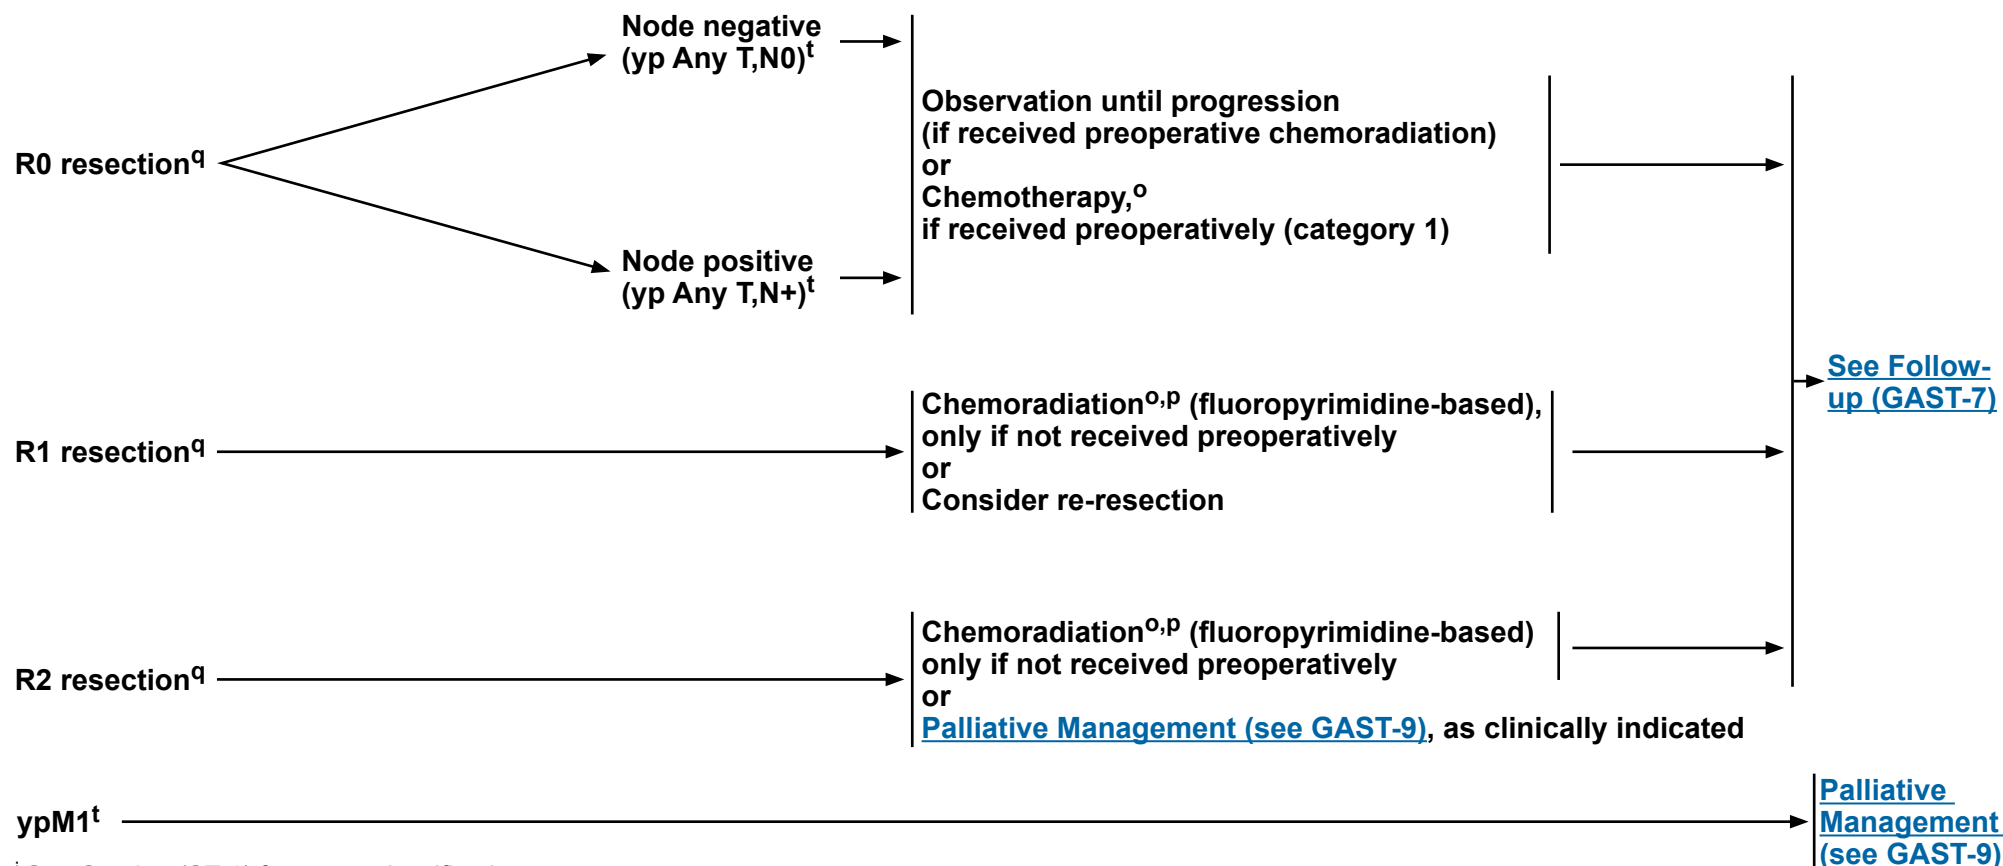 Node negative
(yp Any T,N0)t
Observation until progression
(if received preoperative chemoradiation)
or
Chemotherapy,o
if received preoperatively (category 1)
R0 resectionq
Node positive
(yp Any T,N+)t
See Follow-
up (GAST-7)
R1 resectionq
Chemoradiationo,p (fluoropyrimidine-based),
only if not received preoperatively
or
Consider re-resection
R2 resectionq
Chemoradiationo,p (fluoropyrimidine-based)
only if not received preoperatively
or
Palliative Management (see GAST-9), as clinically indicated
ypM1t
Palliative
Management
(see GAST-9)